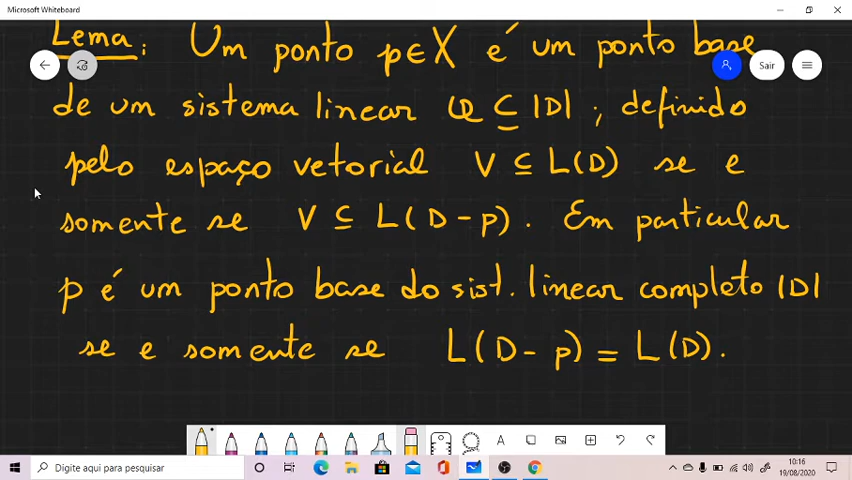 Microsoft Whiteboard
Lema: Um ponto p∈X é um ponto base
Sair
de um sistema linear Q ⊆ |D|, definido
pelo espaço vetorial V ⊆ L(D) se e
somente se V ⊆ L(D-p). Em particular
p é um ponto base do sist. linear completo |D|
se e somente se L(D-p) = L(D).
Digite aqui para pesquisar
10:16
19/08/2020